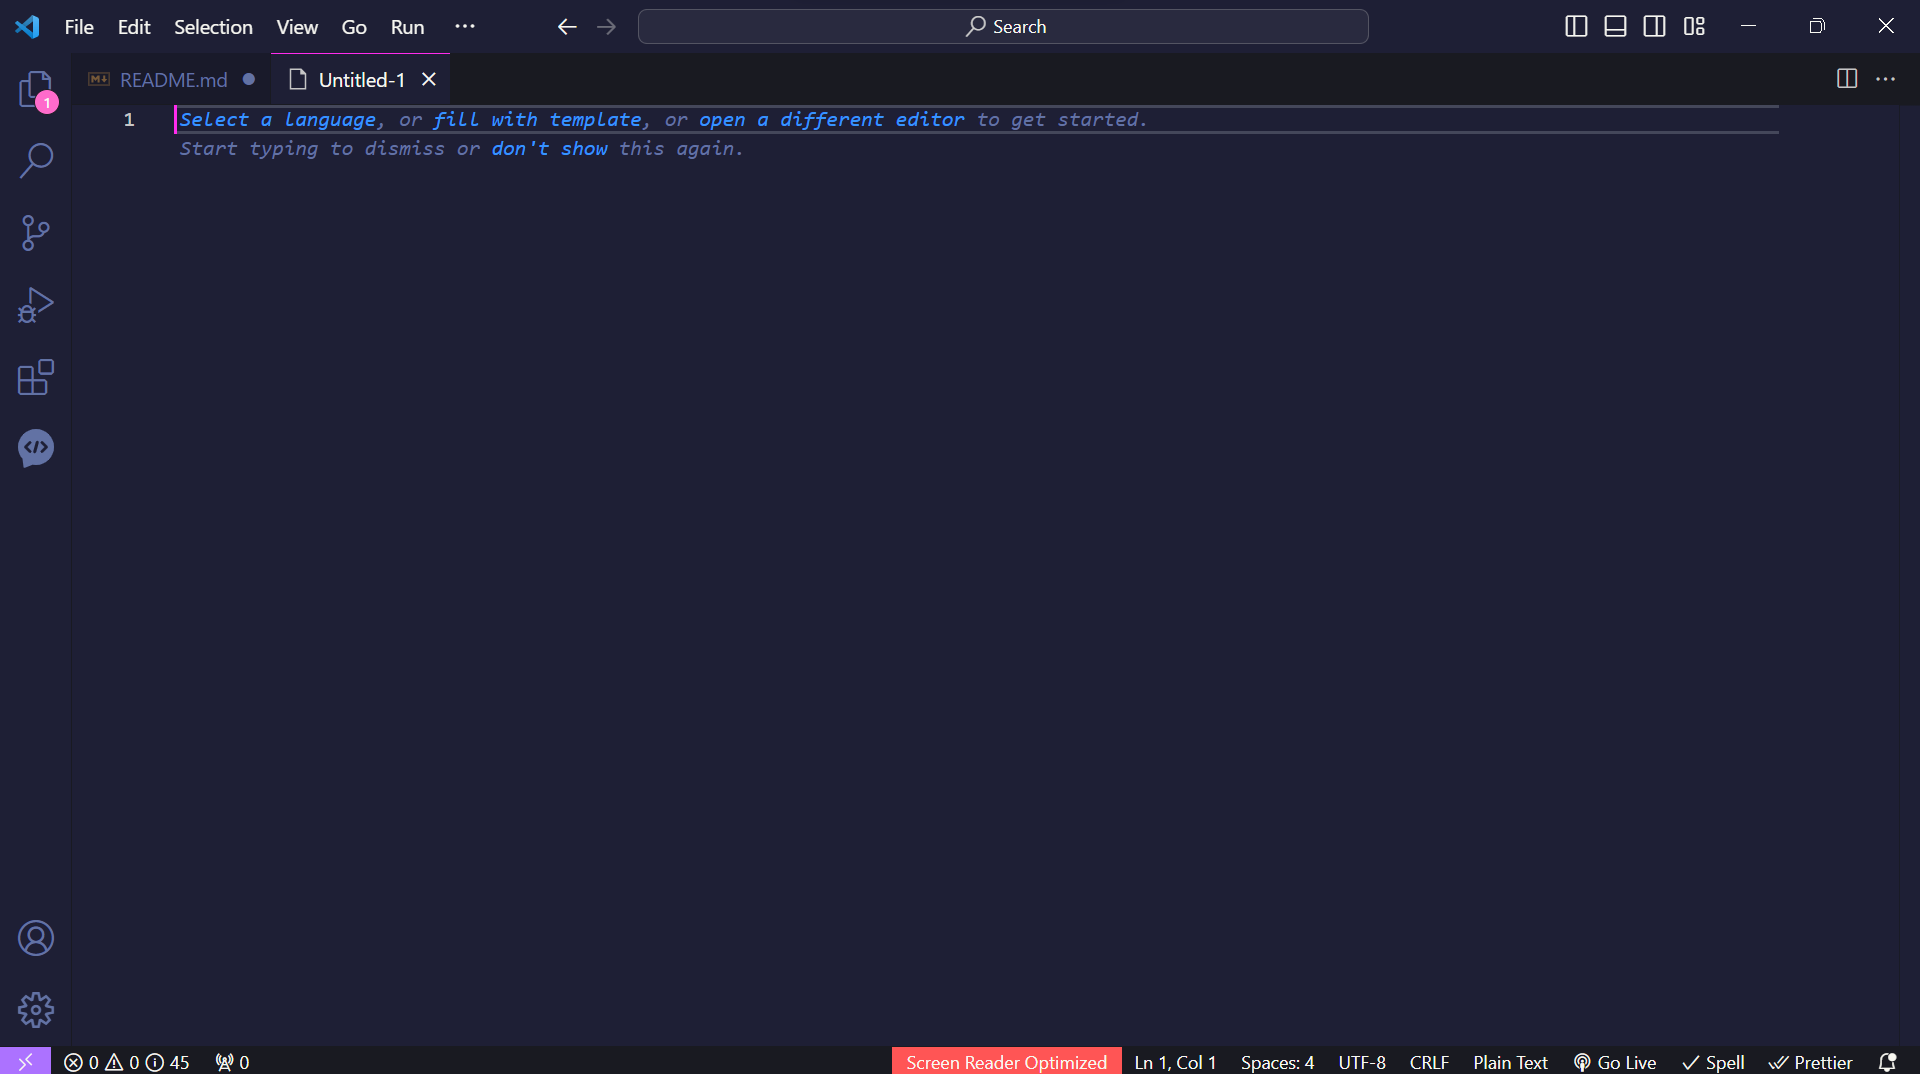 File Edit Selection View Go Run ··· Search
README.md Untitled-1
1
1 Select a language, or fill with template, or open a different editor to get started.
Start typing to dismiss or don't show this again.
0 0 45 0 Screen Reader Optimized Ln 1, Col 1 Spaces: 4 UTF-8 CRLF Plain Text Go Live Spell Prettier